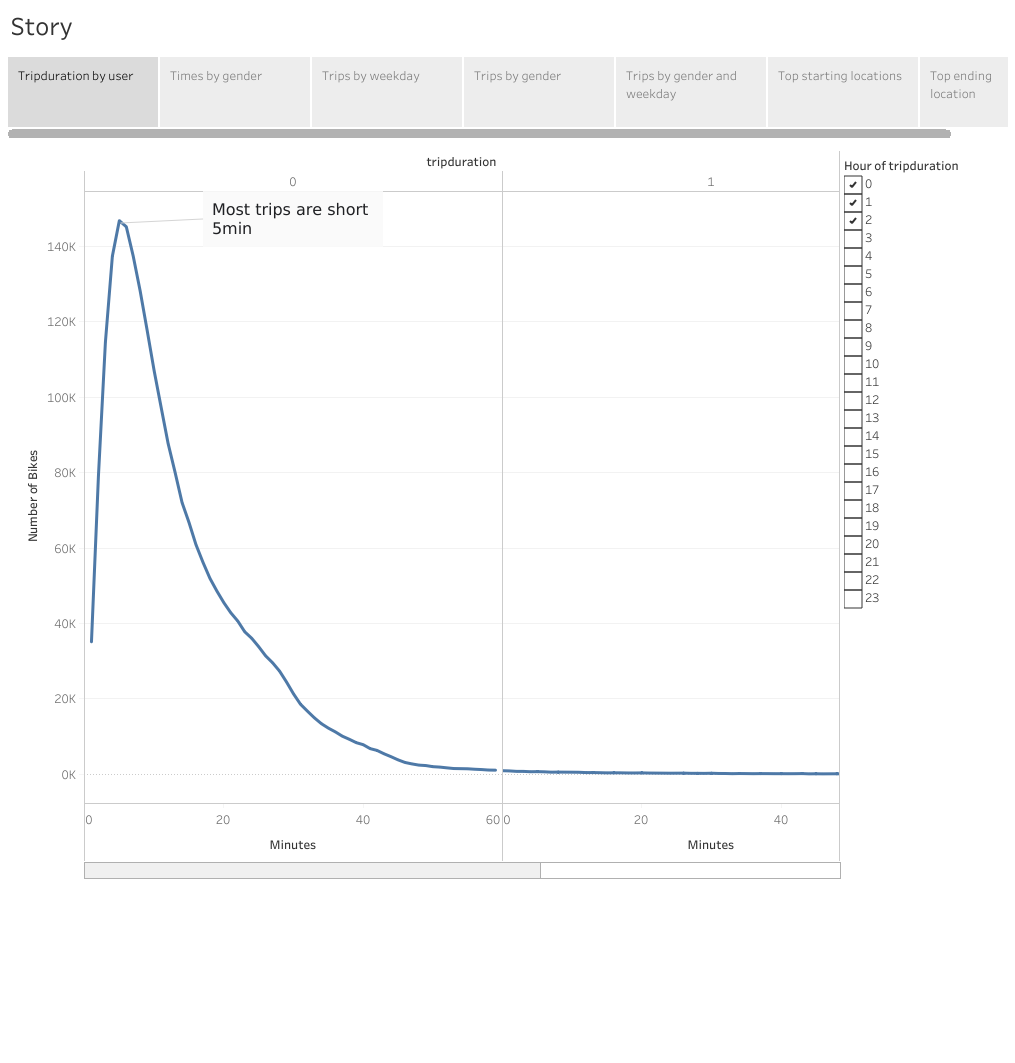 Story
Tripduration by user
Times by gender
Trips by weekday
Trips by gender
Trips by gender and
weekday
Top starting locations
Top ending
location
tripduration
0
1
Hour of tripduration
0
1
2
3
4
5
6
7
8
9
10
11
12
13
14
15
16
17
18
19
20
21
22
23
Most trips are short
5min
140K
120K
100K
80K
60K
40K
20K
0K
Number of Bikes
0
20
40
60
0
20
40
Minutes
Minutes